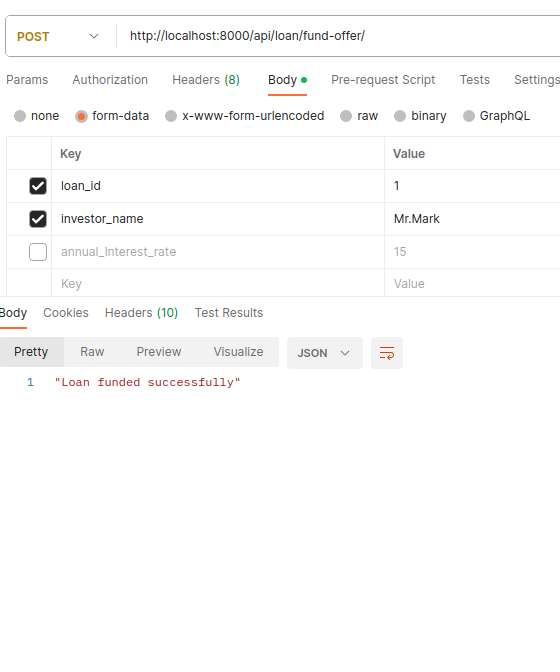 POST http://localhost:8000/api/loan/fund-offer/
Params Authorization Headers (8) Body Pre-request Script Tests Settings
none form-data x-www-form-urlencoded raw binary GraphQL
Key Value
loan_id 1
investor_name Mr.Mark
annual_interest_rate 15
Key Value
Body Cookies Headers (10) Test Results
Pretty Raw Preview Visualize JSON
1 "Loan funded successfully"